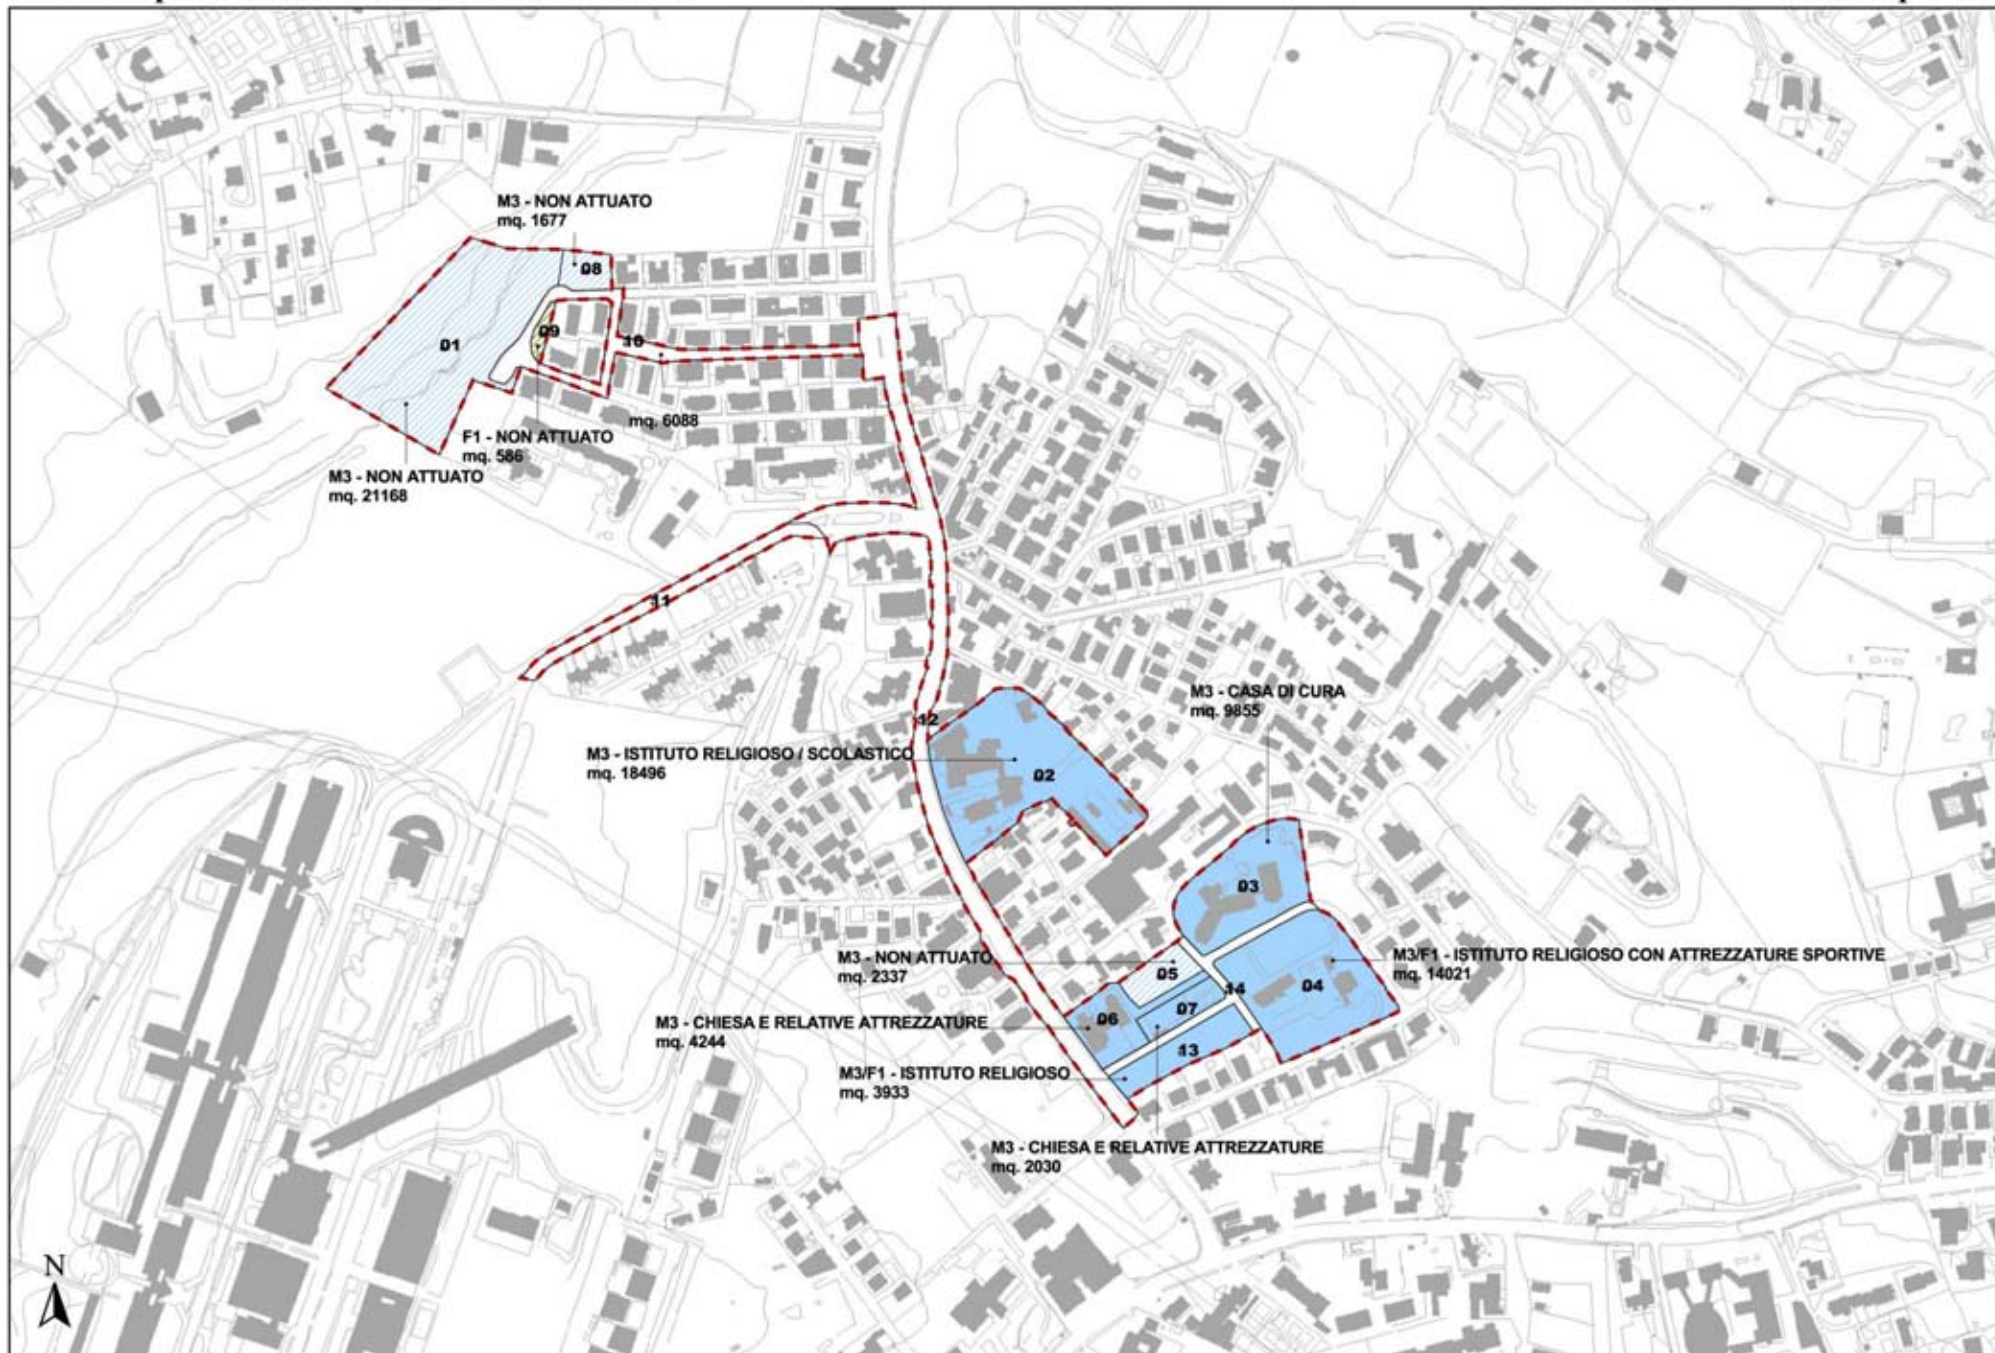 M3 - NON ATTUATO
mq. 1677
08
09
01
10
F1 - NON ATTUATO
mq. 586
mq. 6088
M3 - NON ATTUATO
mq. 21168
11
12
M3 - CASA DI CURA
mq. 9855
M3 - ISTITUTO RELIGIOSO / SCOLASTICO
mq. 18496
02
03
M3 - NON ATTUATO
mq. 2337
05
M3/F1 - ISTITUTO RELIGIOSO CON ATTREZZATURE SPORTIVE
mq. 14021
04
14
07
06
M3 - CHIESA E RELATIVE ATTREZZATURE
mq. 4244
13
M3/F1 - ISTITUTO RELIGIOSO
mq. 3933
M3 - CHIESA E RELATIVE ATTREZZATURE
mq. 2030
N